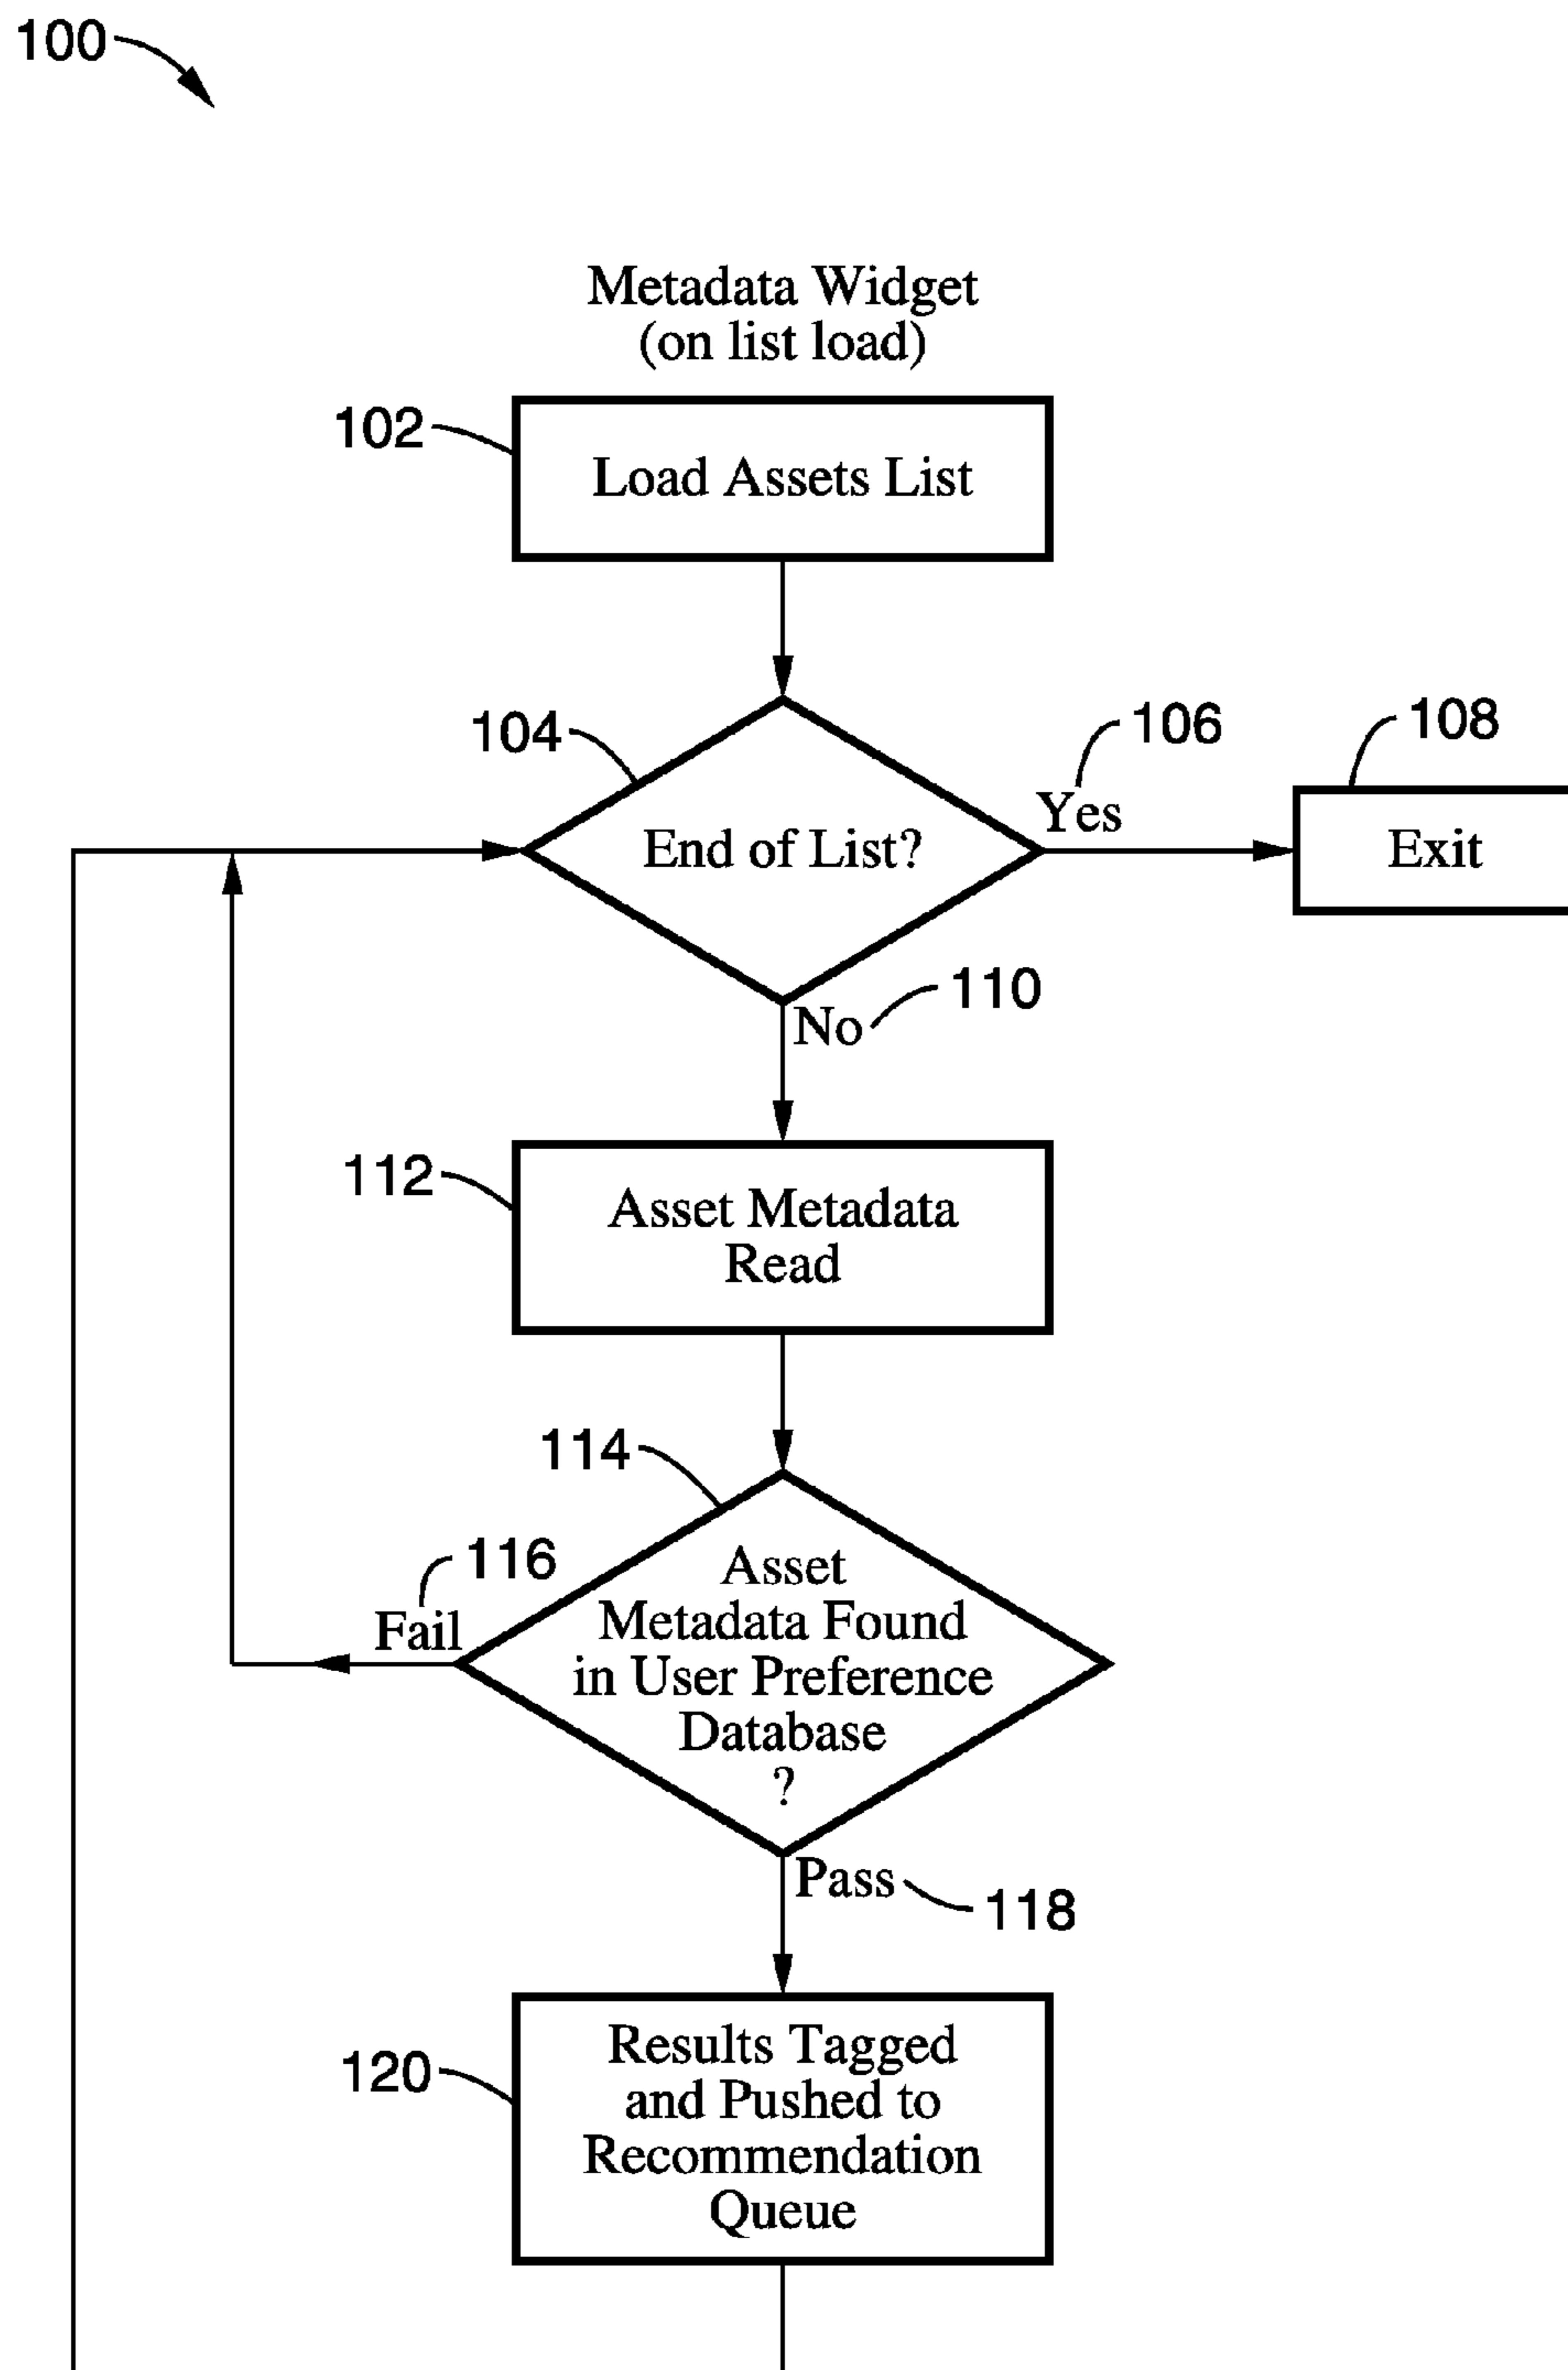 100
Metadata Widget
(on list load)
102
Load Assets List
104
106
108
End of List?
Yes
Exit
110
No
112
Asset Metadata
Read
114
116
Fail
Asset
Metadata Found
in User Preference
Database
?
Pass
118
120
Results Tagged
and Pushed to
Recommendation
Queue